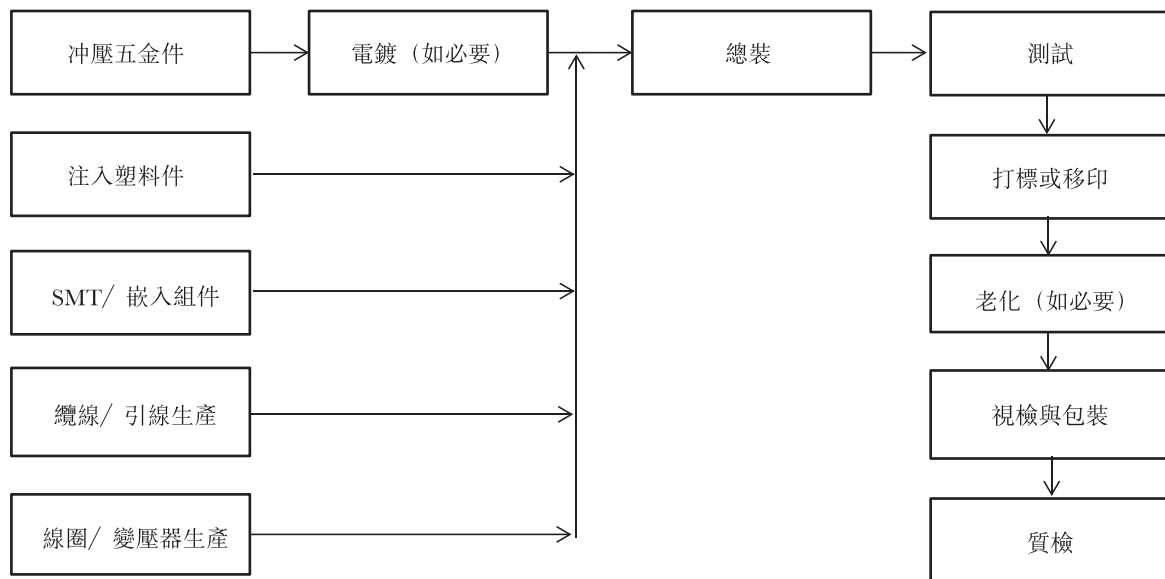 冲壓五金件
電鍍（如必要）
總裝
測試
注入塑料件
打標或移印
SMT/ 嵌入組件
老化（如必要）
纜線/ 引線生產
視檢與包裝
線圈/ 變壓器生產
質檢